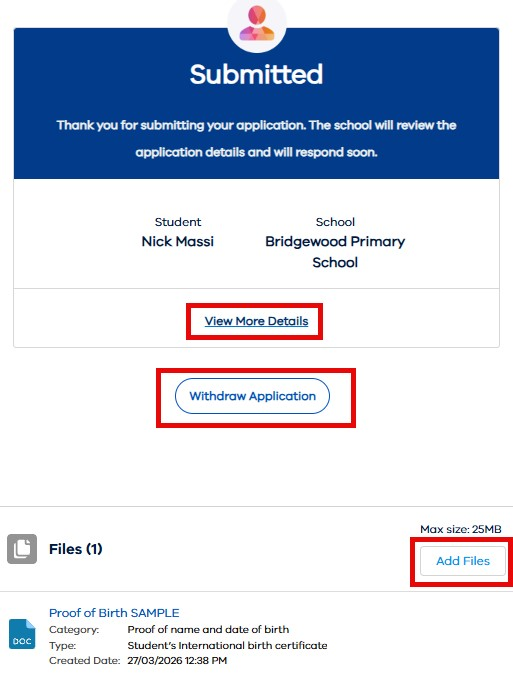 Submitted
Thank you for submitting your application. The school will review the
application details and will respond soon.
Student
Nick Massi
School
Bridgewood Primary
School
View More Details
Withdraw Application
Max size: 25MB
Files (1)
Add Files
Proof of Birth SAMPLE
Category: Proof of name and date of birth
DOC
Type: Student's International birth certificate
Created Date: 27/03/2026 12:38 PM